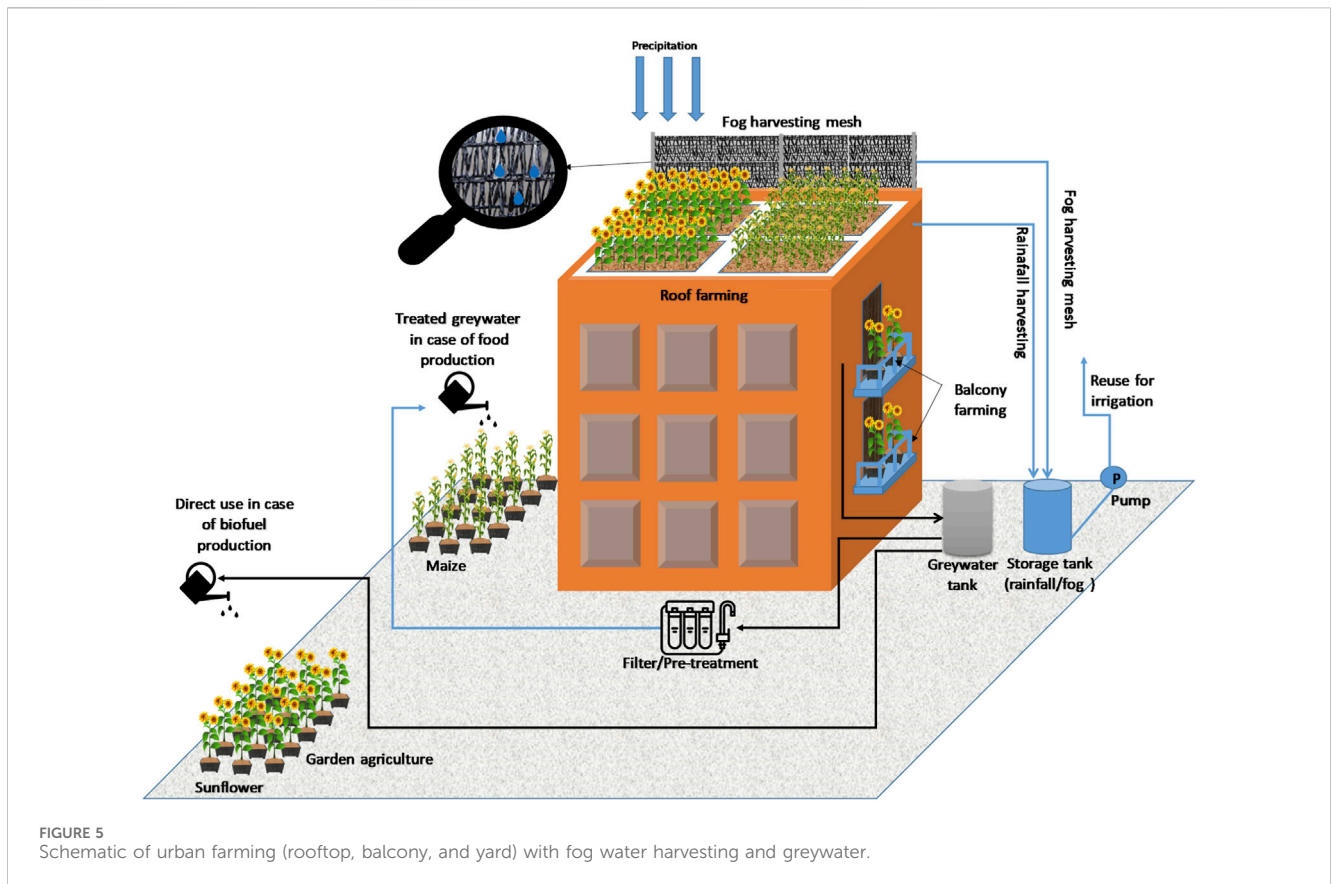 Precipitation
Fog harvesting mesh
Fog harvesting mesh
Rainafall harvesting
Roof farming
Treated greywater
in case of food
production
Balcony
farming
Reuse for
irrigation
P
Pump
Direct use in case
of biofuel
production
Maize
Greywater
tank
Storage tank
(rainfall/fog )
Filter/Pre-treatment
Garden agriculture
Sunflower
FIGURE 5
Schematic of urban farming (rooftop, balcony, and yard) with fog water harvesting and greywater.